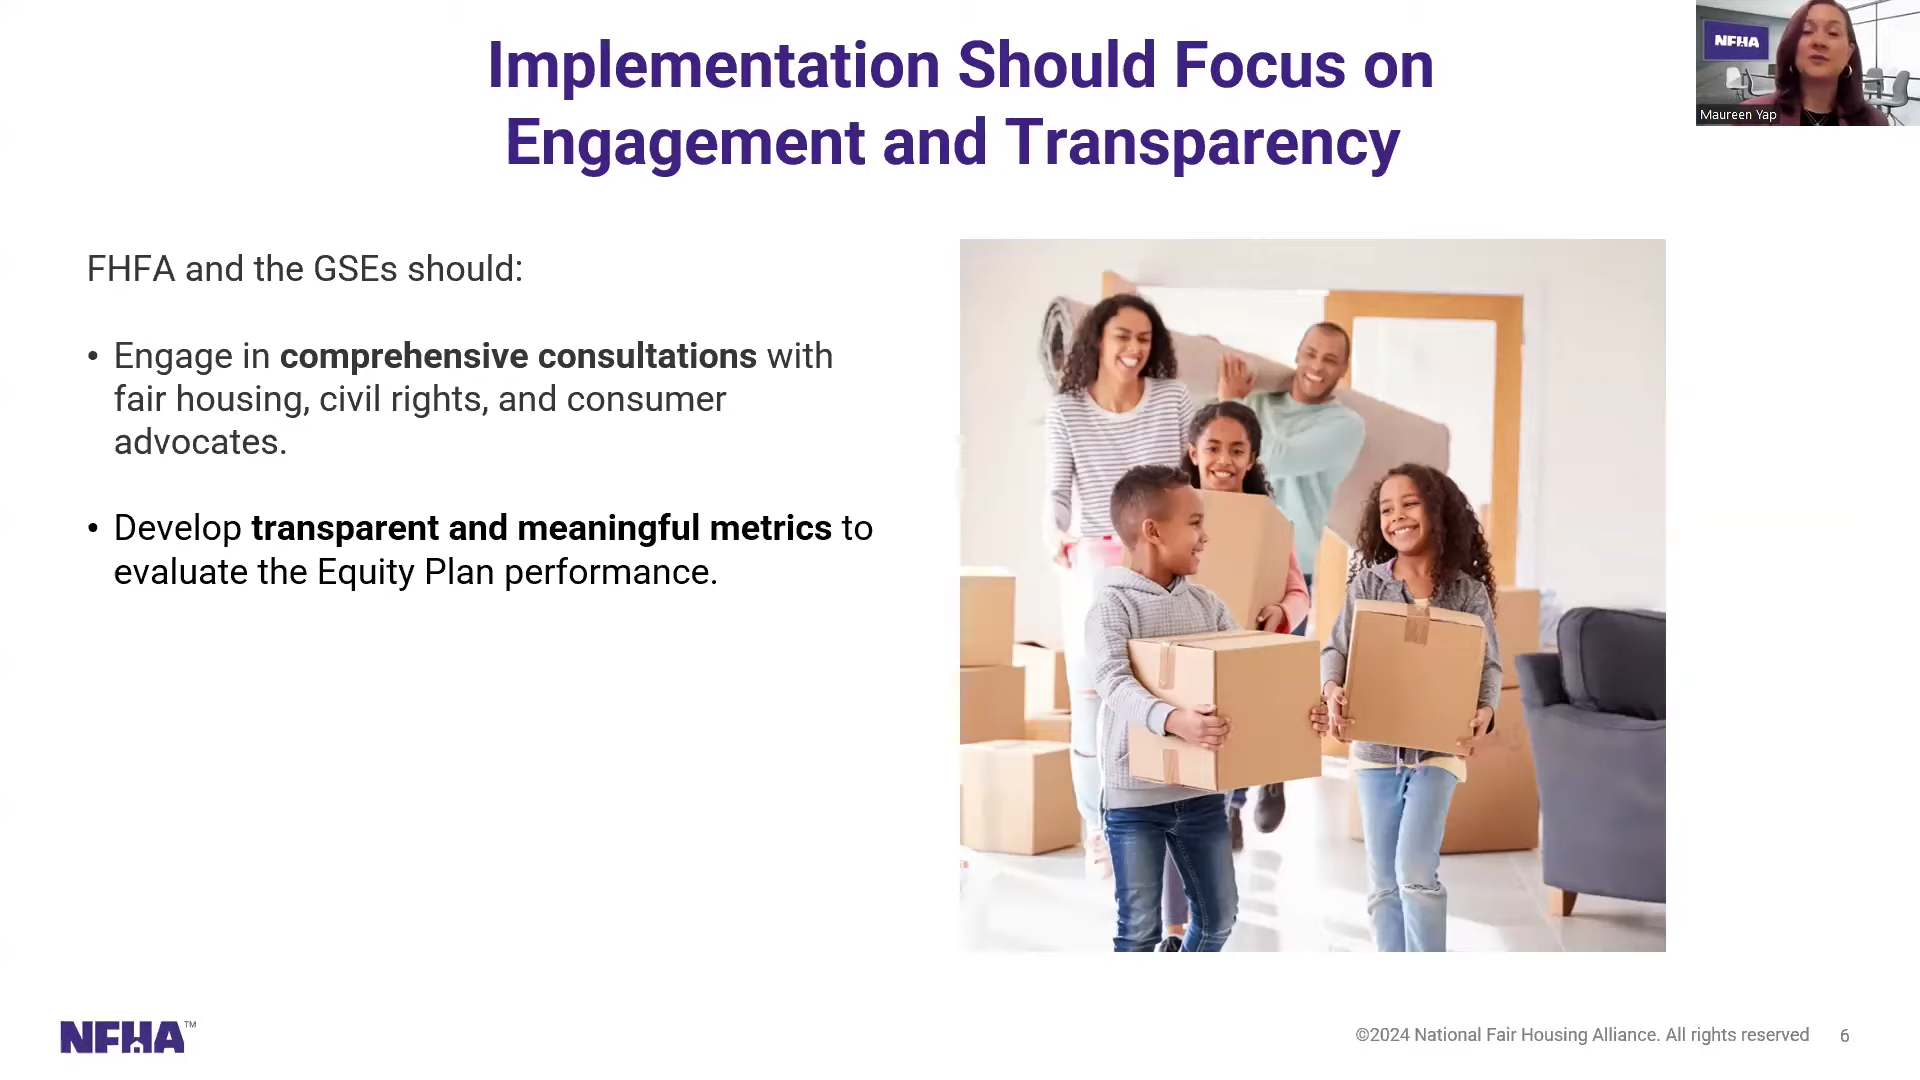 Implementation Should Focus on
Engagement and Transparency
NFHA
Maureen Yap
FHFA and the GSEs should:
• Engage in comprehensive consultations with
fair housing, civil rights, and consumer
advocates.
• Develop transparent and meaningful metrics to
evaluate the Equity Plan performance.
NFHA™
©2024 National Fair Housing Alliance. All rights reserved 6